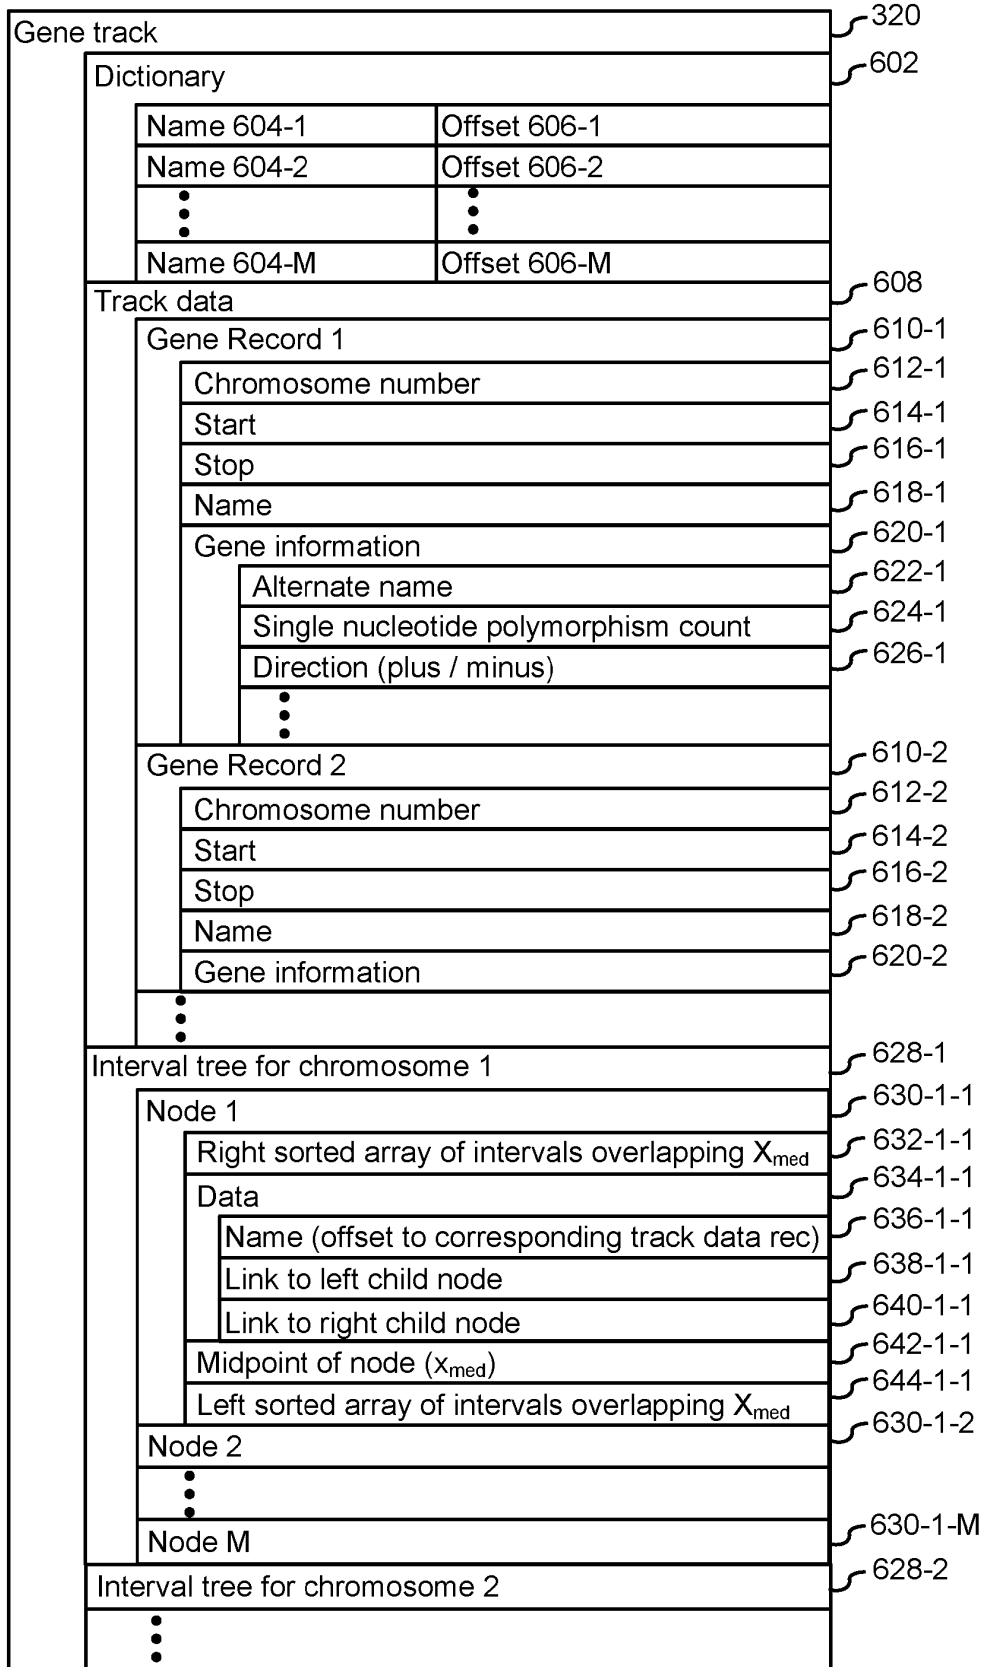 Gene track 320
Dictionary 602
Name 604-1 Offset 606-1
Name 604-2 Offset 606-2
Name 604-M Offset 606-M
Track data 608
Gene Record 1 610-1
Chromosome number 612-1
Start 614-1
Stop 616-1
Name 618-1
Gene information 620-1
Alternate name 622-1
Single nucleotide polymorphism count 624-1
Direction (plus / minus) 626-1
Gene Record 2 610-2
Chromosome number 612-2
Start 614-2
Stop 616-2
Name 618-2
Gene information 620-2
Interval tree for chromosome 1 628-1
Node 1 630-1-1
Right sorted array of intervals overlapping Xmed 632-1-1
Data 634-1-1
Name (offset to corresponding track data rec) 636-1-1
Link to left child node 638-1-1
Link to right child node 640-1-1
Midpoint of node (xmed) 642-1-1
Left sorted array of intervals overlapping Xmed 644-1-1
Node 2 630-1-2
Node M 630-1-M
Interval tree for chromosome 2 628-2